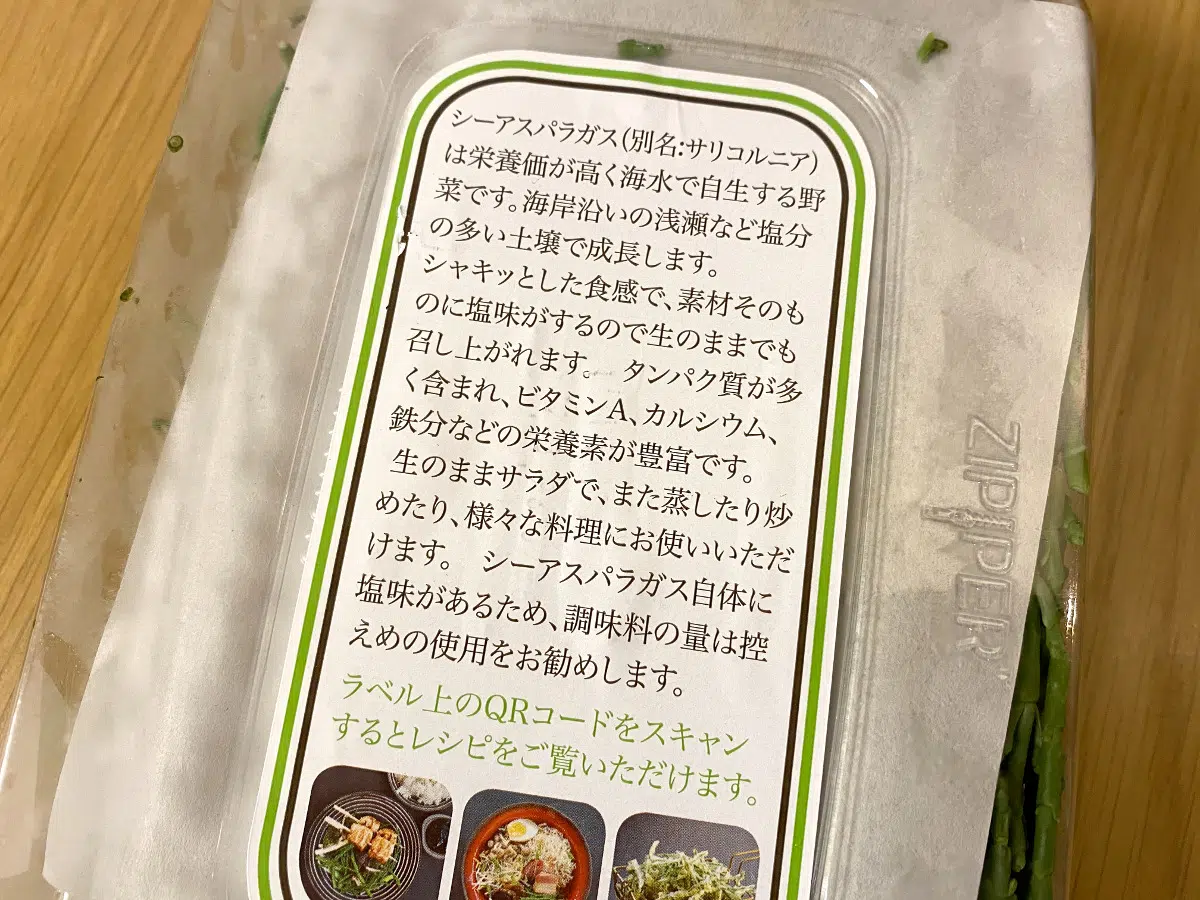 シーアスパラガス(別名:サリコルニア)
は栄養価が高く海水で自生する野
菜です。海岸沿いの浅瀬など塩分
の多い土壌で成長します。
シャキッとした食感で、素材そのも
のに塩味がするので生のままでも
召し上がれます。　タンパク質が多
く含まれ、ビタミンA、カルシウム、
鉄分などの栄養素が豊富です。
生のままサラダで、また蒸したり炒
めたり、様々な料理にお使いいただ
けます。　シーアスパラガス自体に
塩味があるため、調味料の量は控
えめの使用をお勧めします。
ラベル上のQRコードをスキャン
するとレシピをご覧いただけます。
ZIPPER